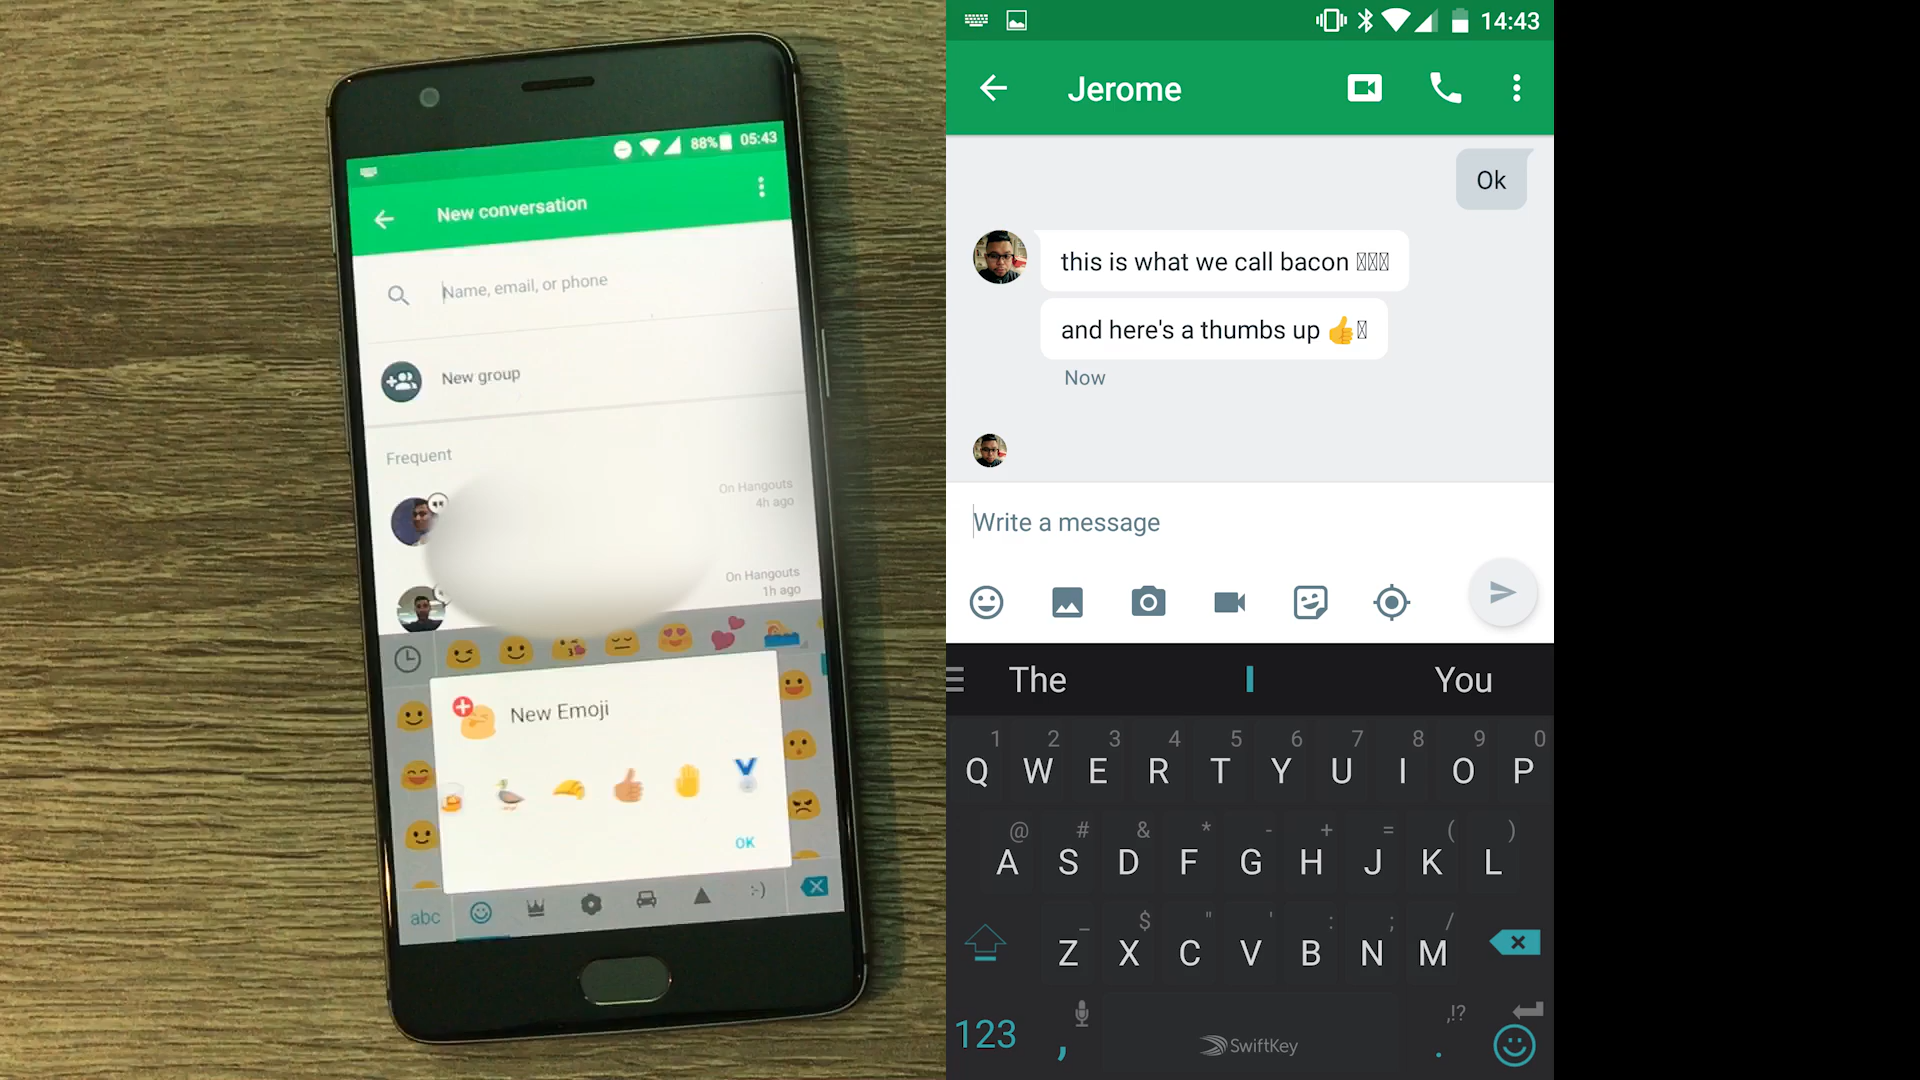 88% 05:43
New conversation
Name, email, or phone
New group
Frequent
On Hangouts
4h ago
On Hangouts
1h ago
New Emoji
OK
abc
:-)
14:43
Jerome
Ok
this is what we call bacon
and here's a thumbs up 👍
Now
Write a message
The I You
1 2 3 4 5 6 7 8 9 0
Q W E R T Y U I O P
@ # & * - + = ( )
A S D F G H J K L
_ $ " ' : ; /
Z X C V B N M
,!?
123 , SwiftKey .